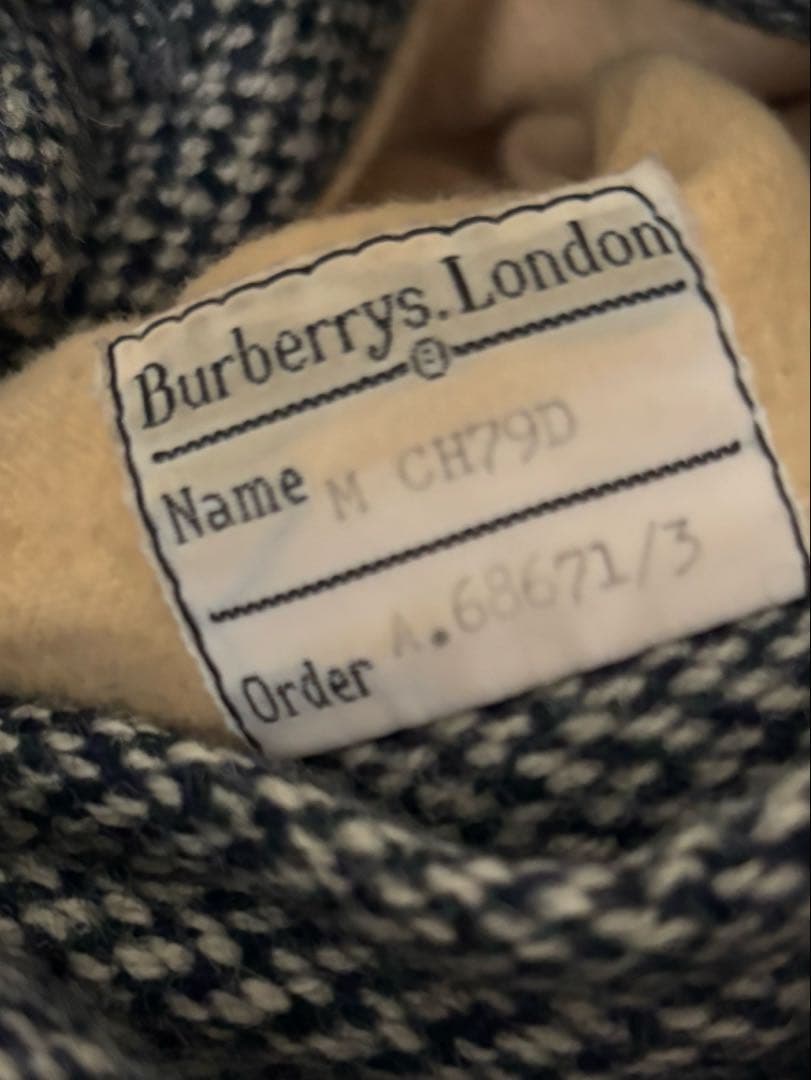 Burberrys. London
B
Name M CH79D
Order A.68671/3